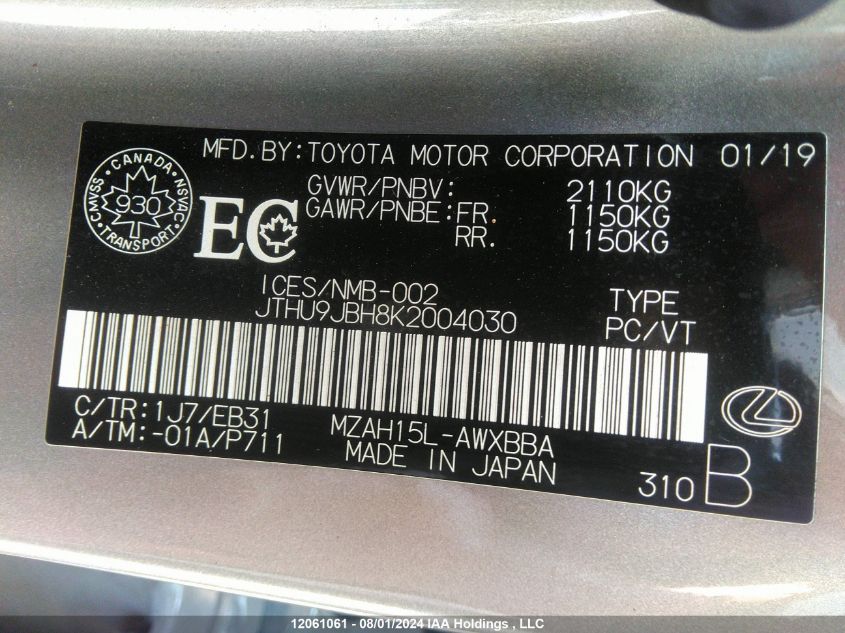 MFD.BY:TOYOTA MOTOR CORPORATION 01/19
CANADA
CMVSS 930 NSVAC
TRANSPORT
EC
GVWR/PNBV: 2110KG
GAWR/PNBE:FR. 1150KG
RR. 1150KG
ICES/NMB-002
JTHU9JBH8K2004030
TYPE
PC/VT
C/TR:1J7/EB31
A/TM:-01A/P711
MZAH15L-AWXBBA
MADE IN JAPAN
310 B
12061061 - 08/01/2024 IAA Holdings , LLC